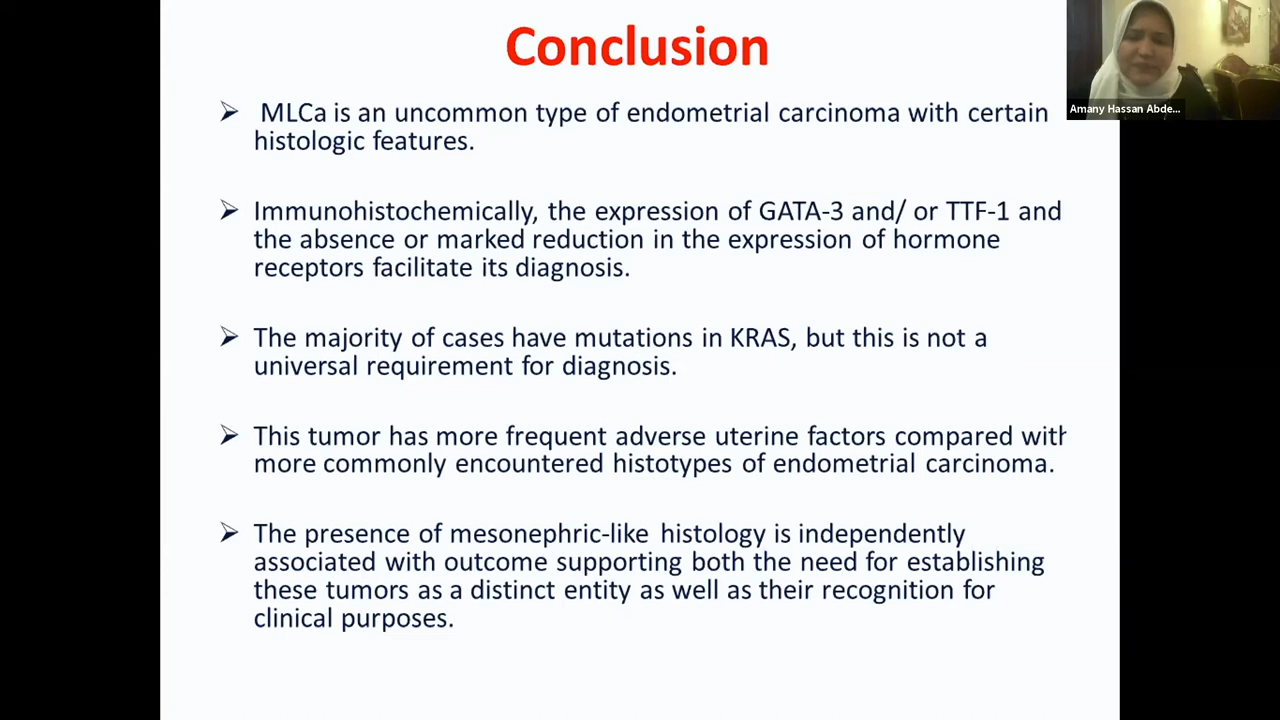 Conclusion
Amany Hassan Abde...
➢ MLCa is an uncommon type of endometrial carcinoma with certain
histologic features.
➢ Immunohistochemically, the expression of GATA-3 and/ or TTF-1 and
the absence or marked reduction in the expression of hormone
receptors facilitate its diagnosis.
➢ The majority of cases have mutations in KRAS, but this is not a
universal requirement for diagnosis.
➢ This tumor has more frequent adverse uterine factors compared with
more commonly encountered histotypes of endometrial carcinoma.
➢ The presence of mesonephric-like histology is independently
associated with outcome supporting both the need for establishing
these tumors as a distinct entity as well as their recognition for
clinical purposes.